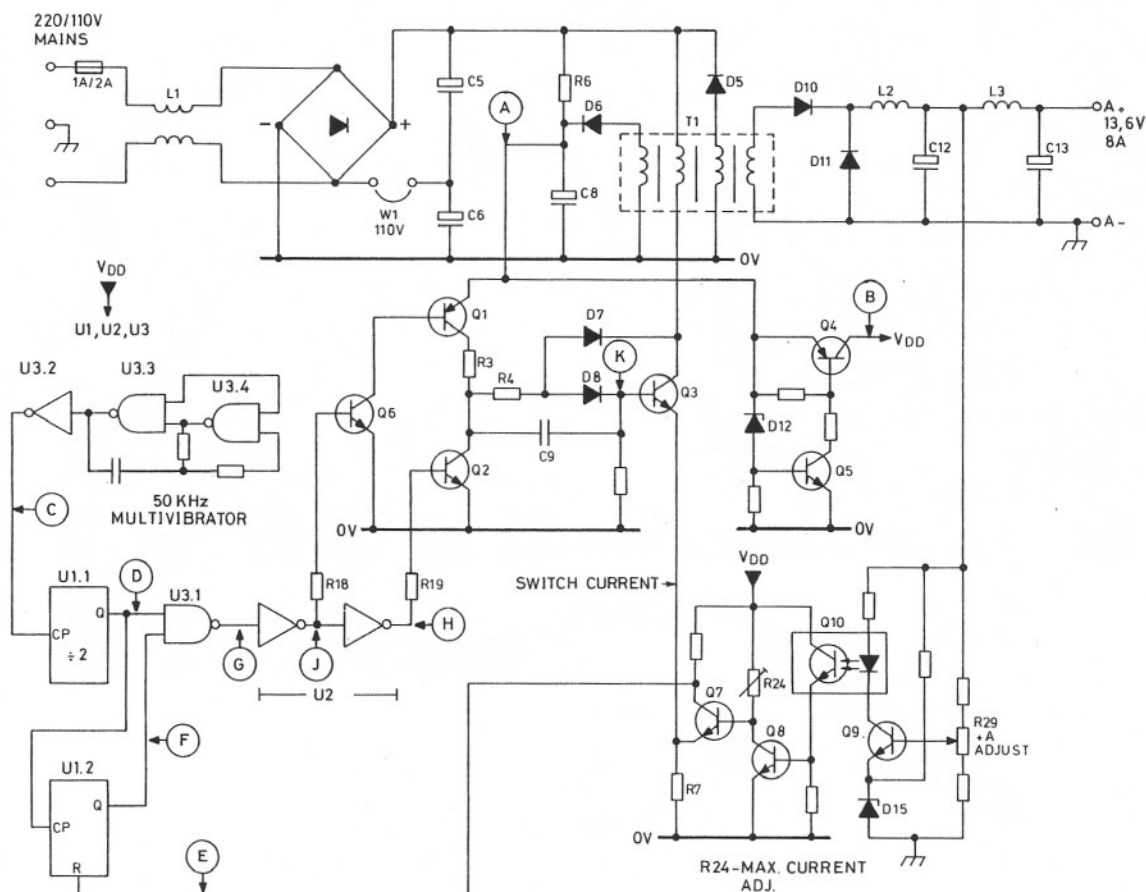 220/110V
MAINS
1A/2A
L1
-
+
C5
C6
W1
110V
R6
A
D6
C8
T1
D5
D10
L2
L3
D11
C12
C13
A+
13,6V
8A
A-
0V
VDD
U1,U2,U3
Q1
R3
D7
K
R4
D8
Q3
C9
Q6
Q2
0V
B
Q4
VDD
D12
Q5
0V
U3.2
U3.3
U3.4
50 KHz
MULTIVIBRATOR
C
U1.1
Q
CP
÷2
D
U3.1
G
R18
J
R19
H
U2
F
U1.2
Q
CP
R
E
SWITCH CURRENT
VDD
Q10
R24
Q7
Q8
Q9
R29
+A
ADJUST
R7
D15
0V
R24-MAX. CURRENT
ADJ.